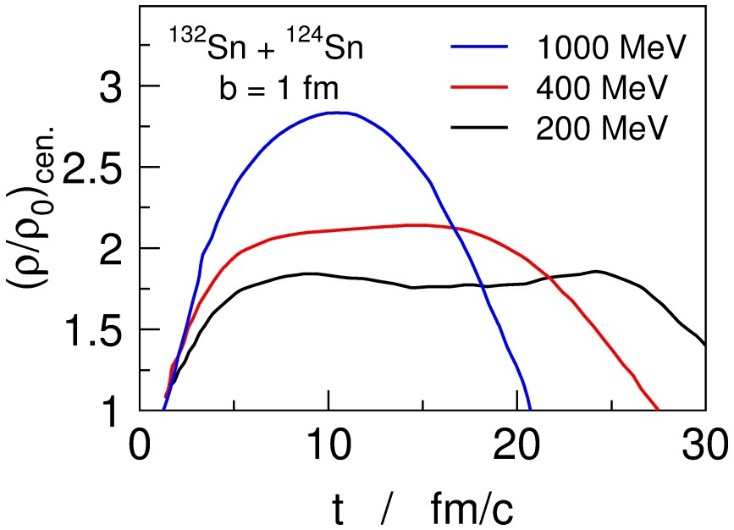 ¹³²Sn + ¹²⁴Sn
b = 1 fm
1000 MeV
400 MeV
200 MeV
(ρ/ρ₀)cen.
3
2.5
2
1.5
1
0 10 20 30
t / fm/c